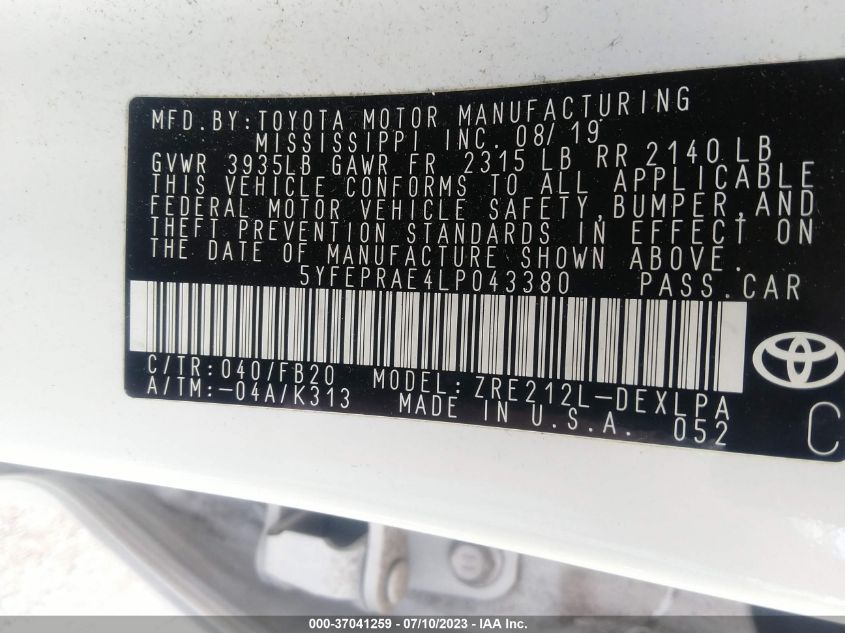 MFD.BY:TOYOTA MOTOR MANUFACTURING
MISSISSIPPI INC. 08/19
GVWR 3935LB GAWR FR 2315 LB RR 2140 LB
THIS VEHICLE CONFORMS TO ALL APPLICABLE
FEDERAL MOTOR VEHICLE SAFETY, BUMPER, AND
THEFT PREVENTION STANDARDS IN EFFECT ON
THE DATE OF MANUFACTURE SHOWN ABOVE.
5YFEPRAE4LP043380 PASS.CAR
C/TR:040/FB20 MODEL:ZRE212L-DEXLPA
A/TM:-04A/K313 MADE IN U.S.A. 052
C
000-37041259 - 07/10/2023 - IAA Inc.